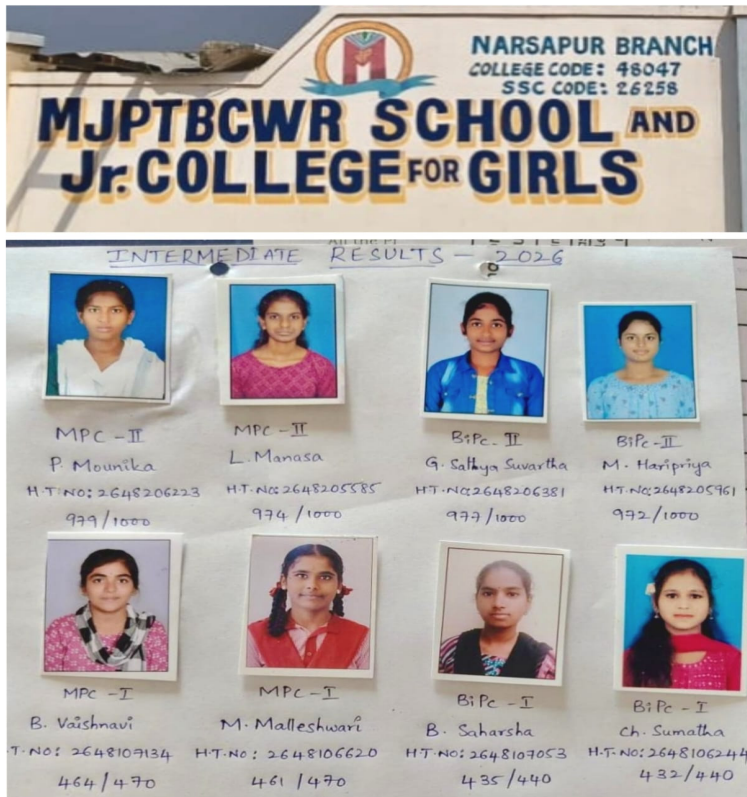 NARSAPUR BRANCH
COLLEGE CODE: 48047
SSC CODE: 26258
MJPTBCWR SCHOOL AND
Jr. COLLEGE FOR GIRLS
INTERMEDIATE RESULTS - 2026
MPC - II
P. Mounika
H.T.NO: 2648206223
979/1000
MPC - II
L. Manasa
H.T.NO: 2648205585
974/1000
BiPc - II
G. Sathya Suvartha
H.T.NO: 2648206381
977/1000
BiPc - II
M. Haripriya
H.T.NO: 2648205961
972/1000
MPC - I
B. Vaishnavi
.T.NO: 2648107134
464/470
MPC - I
M. Malleshwari
H.T.NO: 2648106620
461/470
BiPc - I
B. Saharsha
H.T.NO: 2648107053
435/440
BiPc - I
Ch. Sumatha
H.T.NO: 2648106244
432/440